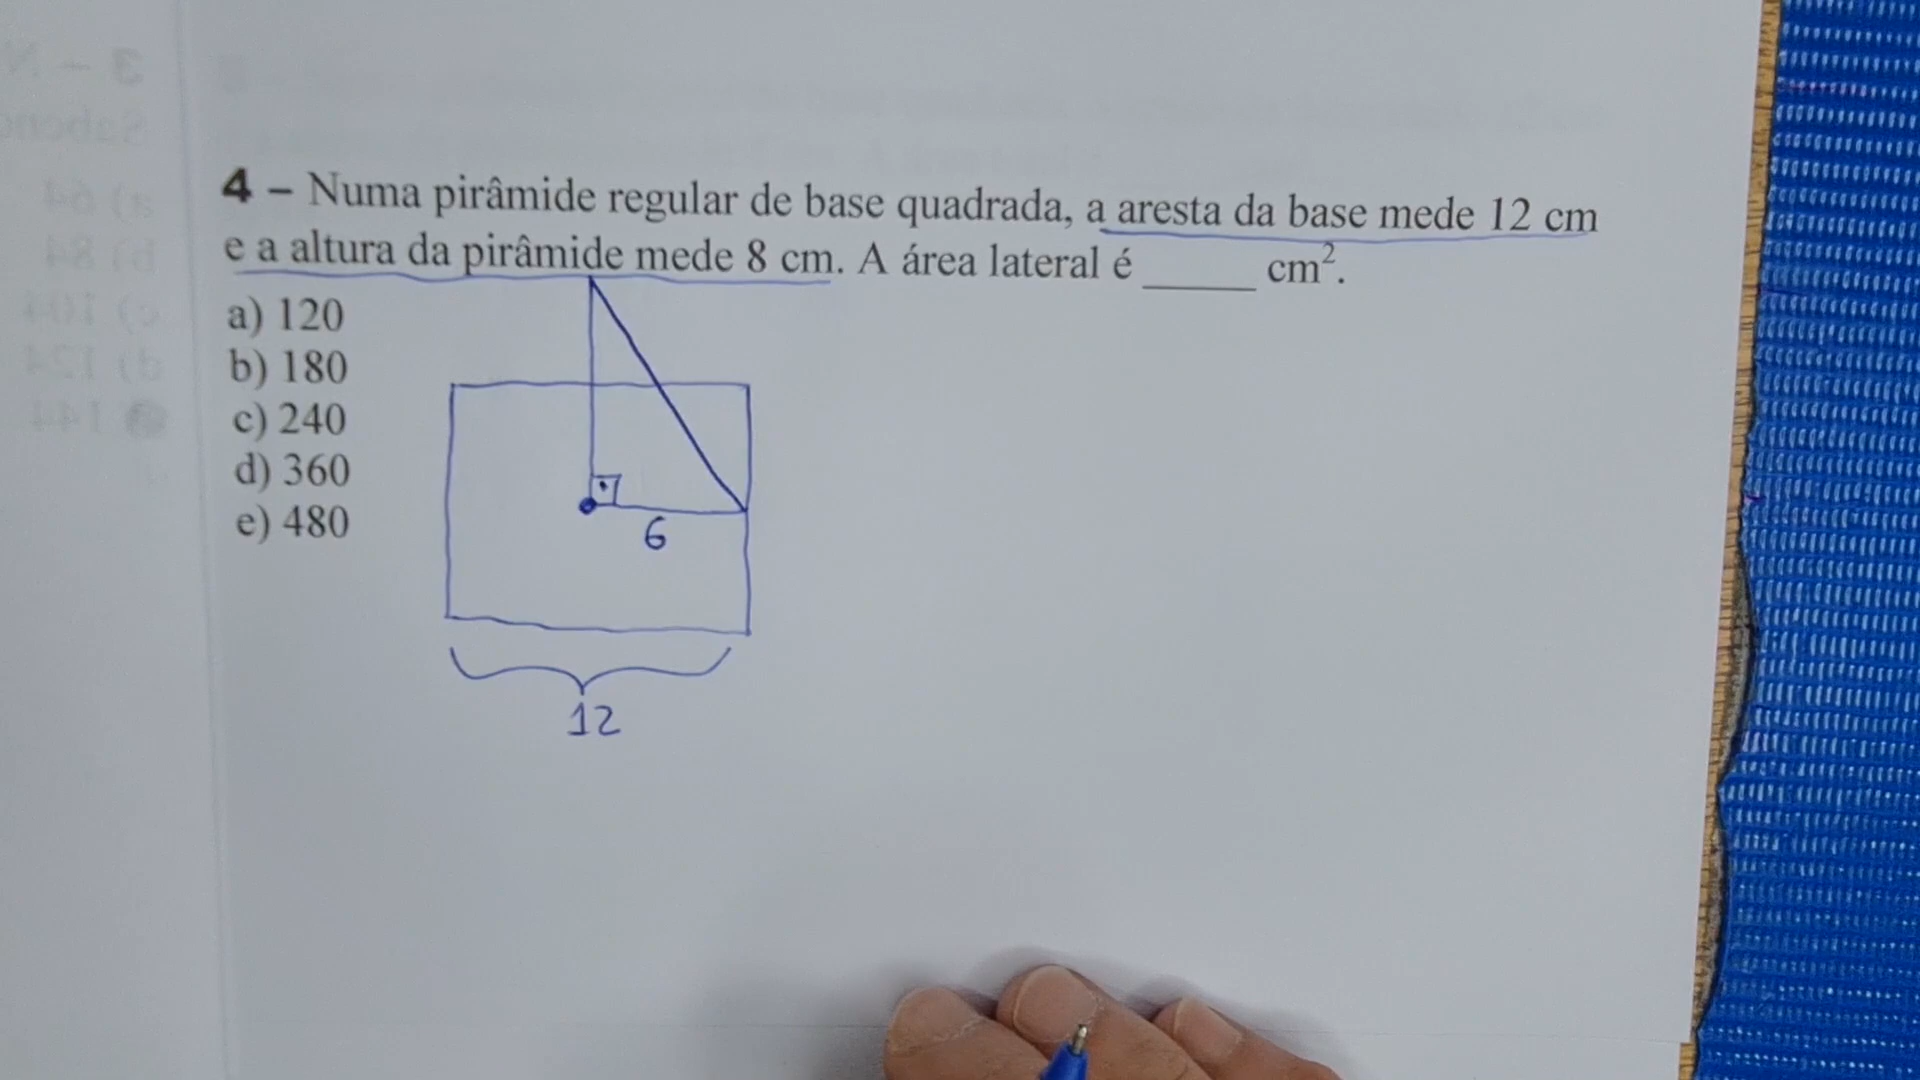 4 – Numa pirâmide regular de base quadrada, a aresta da base mede 12 cm
e a altura da pirâmide mede 8 cm. A área lateral é ______ cm².
a) 120
b) 180
c) 240
d) 360
e) 480
6
12